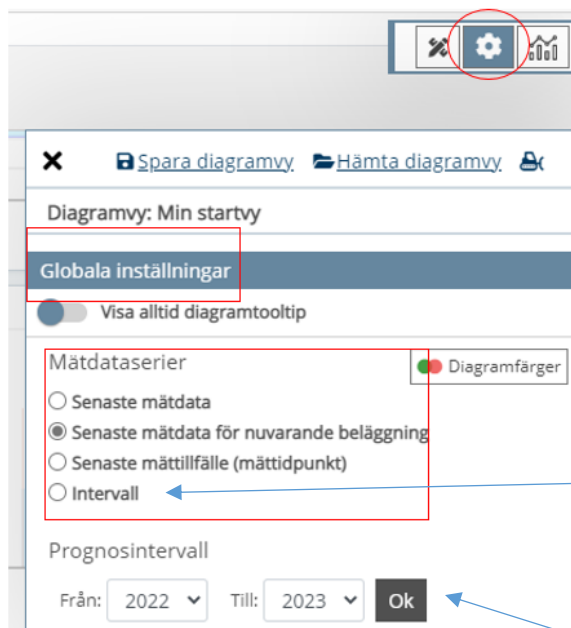 Spara diagramvy Hämta diagramvy
Diagramvy: Min startvy
Globala inställningar
Visa alltid diagramtooltip
Mätdataserier Diagramfärger
Senaste mätdata
Senaste mätdata för nuvarande beläggning
Senaste mättillfälle (mättidpunkt)
Intervall
Prognosintervall
Från: 2022 Till: 2023 Ok